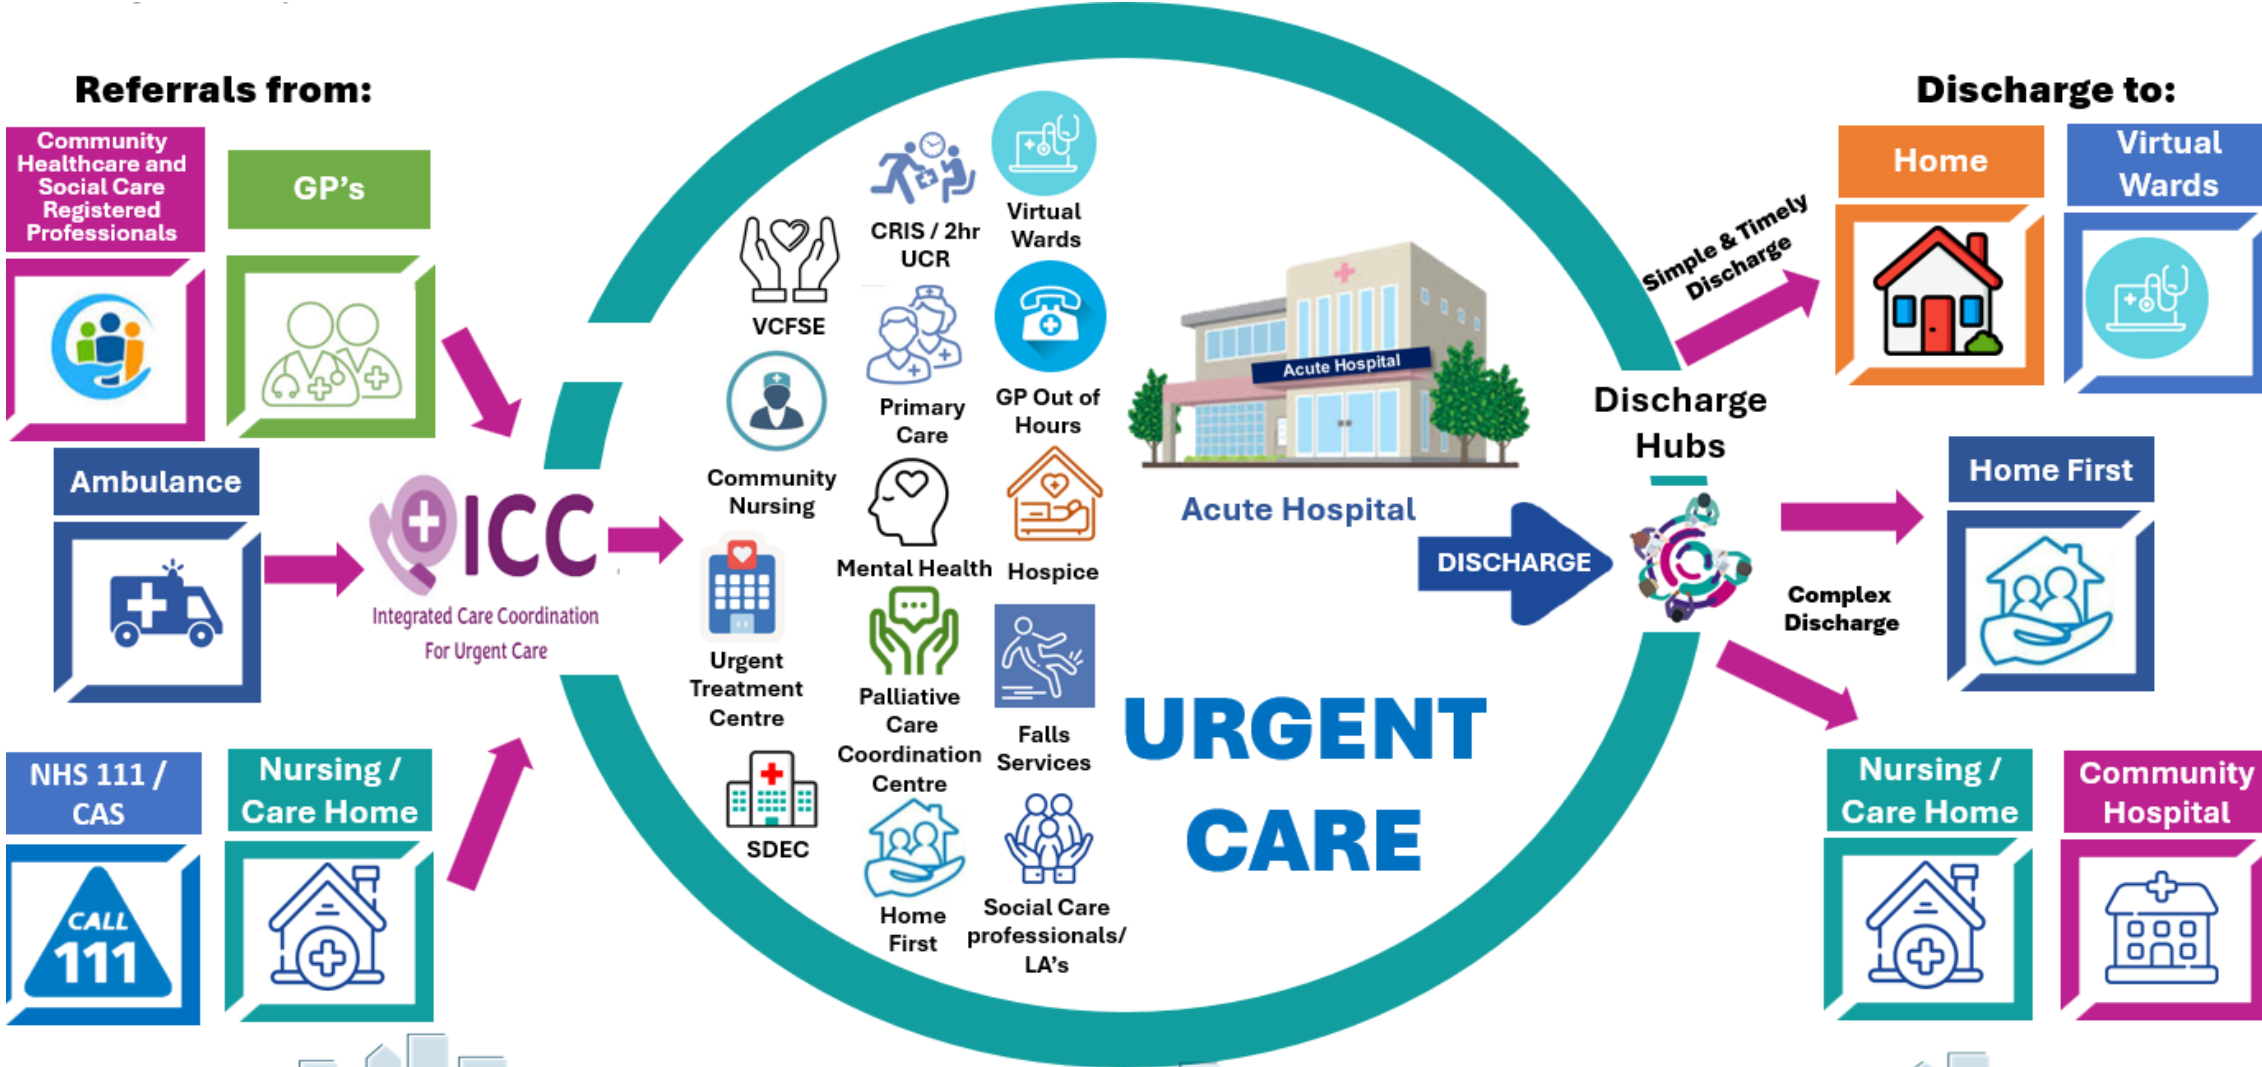 Referrals from:
Community
Healthcare and
Social Care
Registered
Professionals
GP's
Ambulance
NHS 111 /
CAS
CALL
111
Nursing /
Care Home
ICC
Integrated Care Coordination
For Urgent Care
VCFSE
Community
Nursing
Urgent
Treatment
Centre
SDEC
CRIS / 2hr
UCR
Primary
Care
Mental Health
Palliative
Care
Coordination
Centre
Home
First
Virtual
Wards
GP Out of
Hours
Hospice
Falls
Services
Social Care
professionals/
LA's
Acute Hospital
Acute Hospital
URGENT
CARE
DISCHARGE
Discharge
Hubs
Simple & Timely
Discharge
Complex
Discharge
Discharge to:
Home
Virtual
Wards
Home First
Nursing /
Care Home
Community
Hospital